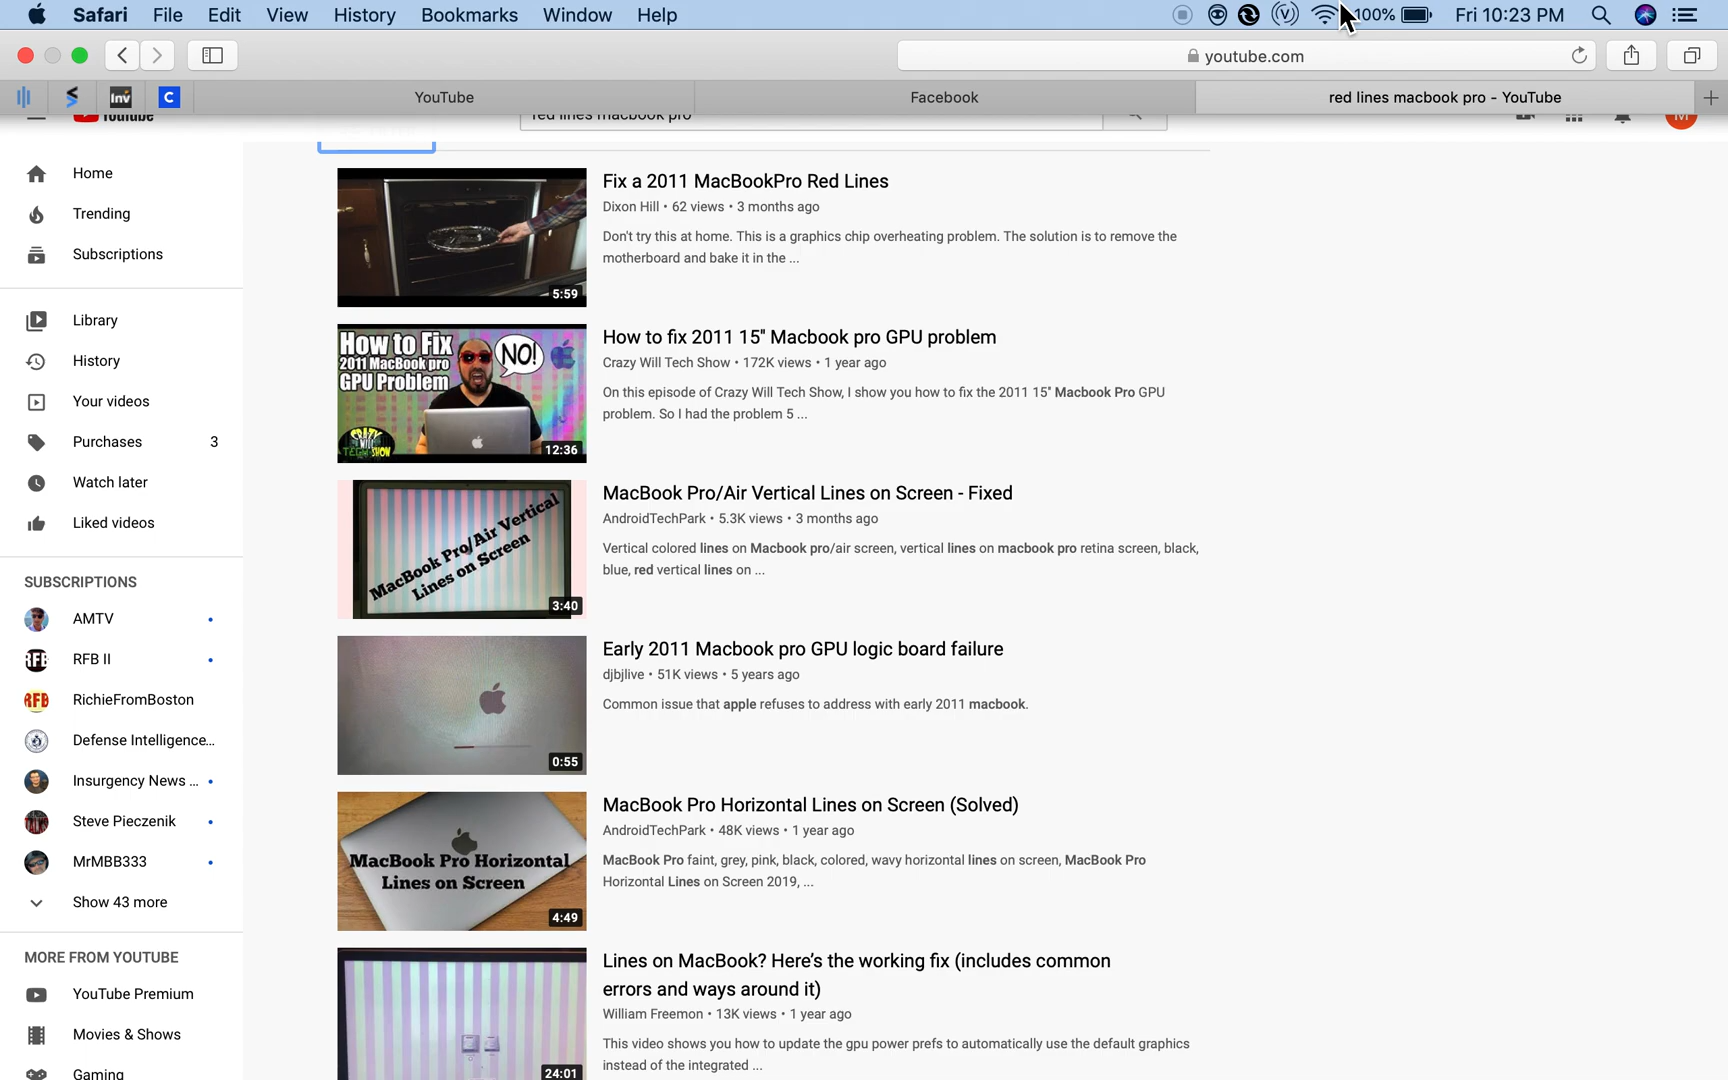 Safari File Edit View History Bookmarks Window Help
100% Fri 10:23 PM
youtube.com
Inv C YouTube Facebook red lines macbook pro - YouTube
YouTube
red lines macbook pro
M
Home
Trending
Subscriptions
Library
History
Your videos
Purchases 3
Watch later
Liked videos
SUBSCRIPTIONS
AMTV
RFB II
RichieFromBoston
Defense Intelligence...
Insurgency News ...
Steve Pieczenik
MrMBB333
Show 43 more
MORE FROM YOUTUBE
YouTube Premium
Movies & Shows
Gaming
5:59
Fix a 2011 MacBookPro Red Lines
Dixon Hill • 62 views • 3 months ago
Don't try this at home. This is a graphics chip overheating problem. The solution is to remove the
motherboard and bake it in the ...
How to Fix
2011 MacBook pro
GPU Problem
NO!
CRAZY
WILL
TECH SHOW
12:36
How to fix 2011 15" Macbook pro GPU problem
Crazy Will Tech Show • 172K views • 1 year ago
On this episode of Crazy Will Tech Show, I show you how to fix the 2011 15" Macbook Pro GPU
problem. So I had the problem 5 ...
MacBook Pro/Air Vertical
Lines on Screen
3:40
MacBook Pro/Air Vertical Lines on Screen - Fixed
AndroidTechPark • 5.3K views • 3 months ago
Vertical colored lines on Macbook pro/air screen, vertical lines on macbook pro retina screen, black,
blue, red vertical lines on ...
0:55
Early 2011 Macbook pro GPU logic board failure
djbjlive • 51K views • 5 years ago
Common issue that apple refuses to address with early 2011 macbook.
MacBook Pro Horizontal
Lines on Screen
4:49
MacBook Pro Horizontal Lines on Screen (Solved)
AndroidTechPark • 48K views • 1 year ago
MacBook Pro faint, grey, pink, black, colored, wavy horizontal lines on screen, MacBook Pro
Horizontal Lines on Screen 2019, ...
24:01
Lines on MacBook? Here's the working fix (includes common
errors and ways around it)
William Freemon • 13K views • 1 year ago
This video shows you how to update the gpu power prefs to automatically use the default graphics
instead of the integrated ...